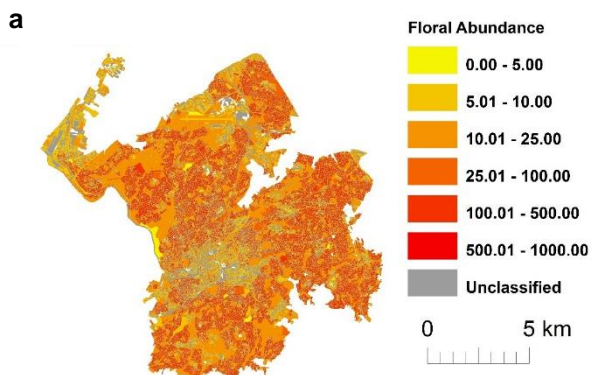 a
Floral Abundance
0.00 - 5.00
5.01 - 10.00
10.01 - 25.00
25.01 - 100.00
100.01 - 500.00
500.01 - 1000.00
Unclassified
0 5 km